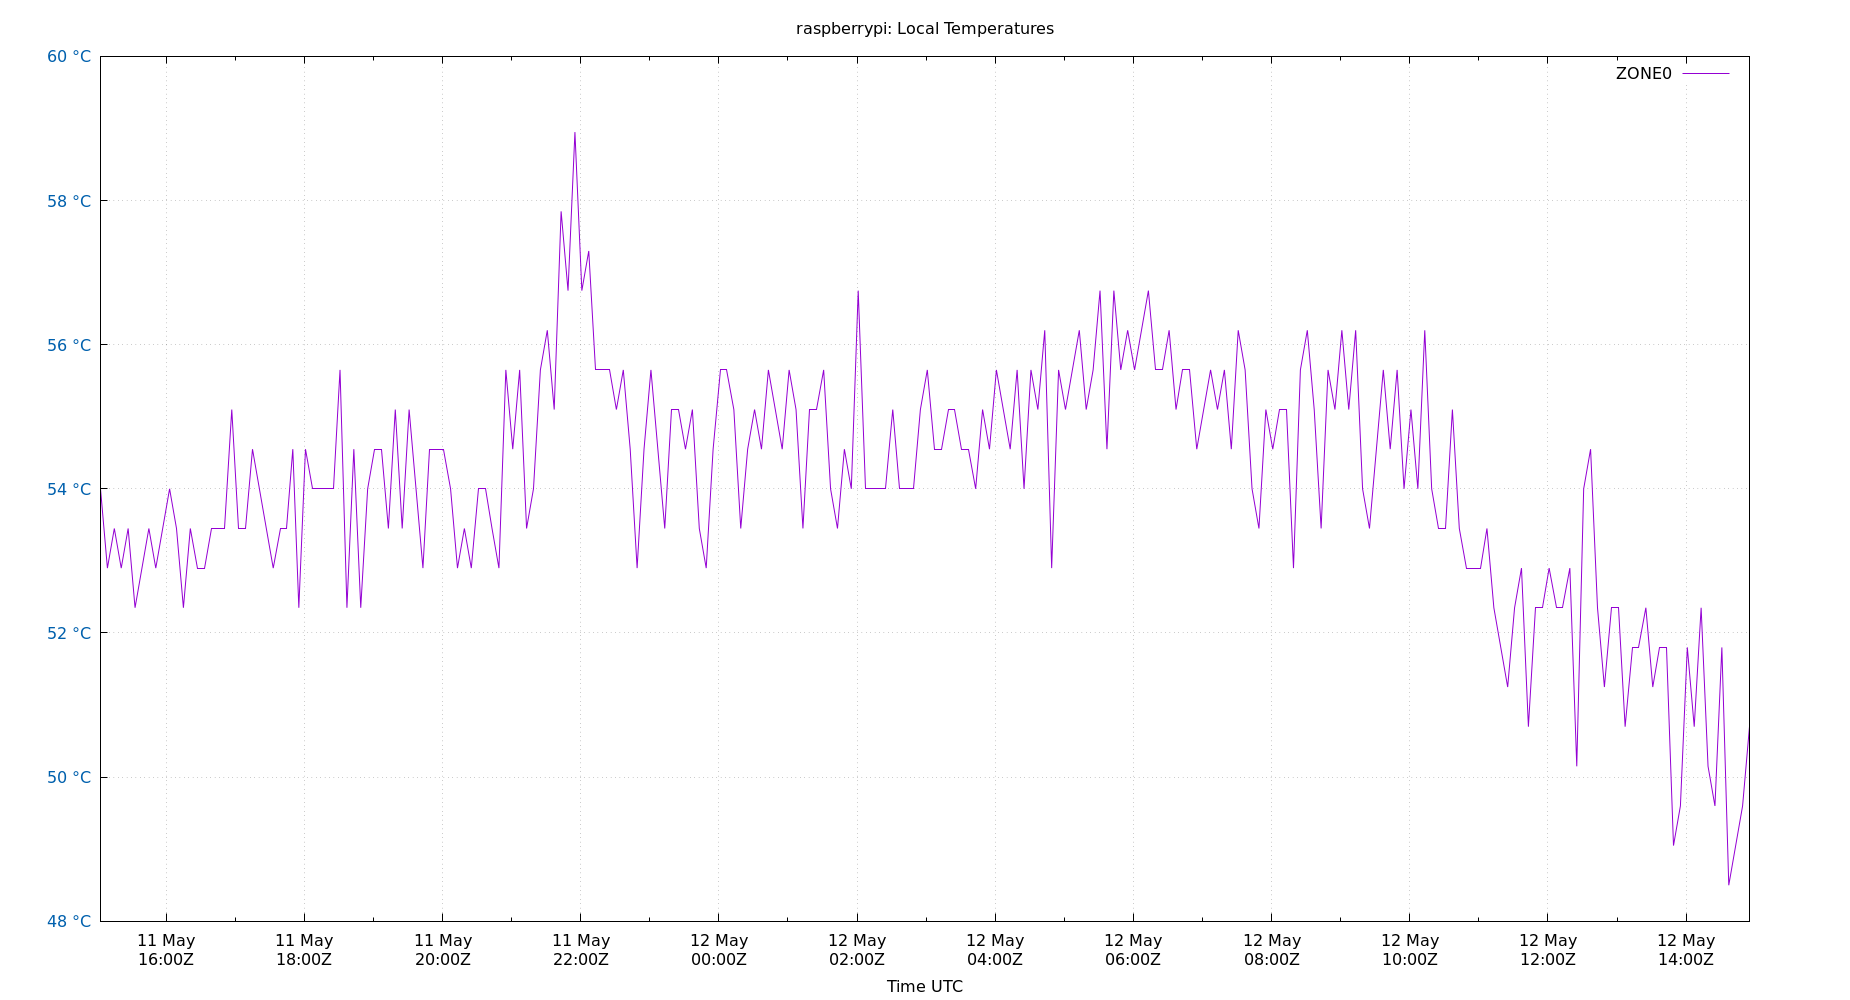 raspberrypi: Local Temperatures
60 °C
ZONE0
58 °C
56 °C
54 °C
52 °C
50 °C
48 °C
11 May 11 May 11 May 11 May 12 May 12 May 12 May 12 May 12 May 12 May 12 May 12 May
16:00Z 18:00Z 20:00Z 22:00Z 00:00Z 02:00Z 04:00Z 06:00Z 08:00Z 10:00Z 12:00Z 14:00Z
Time UTC